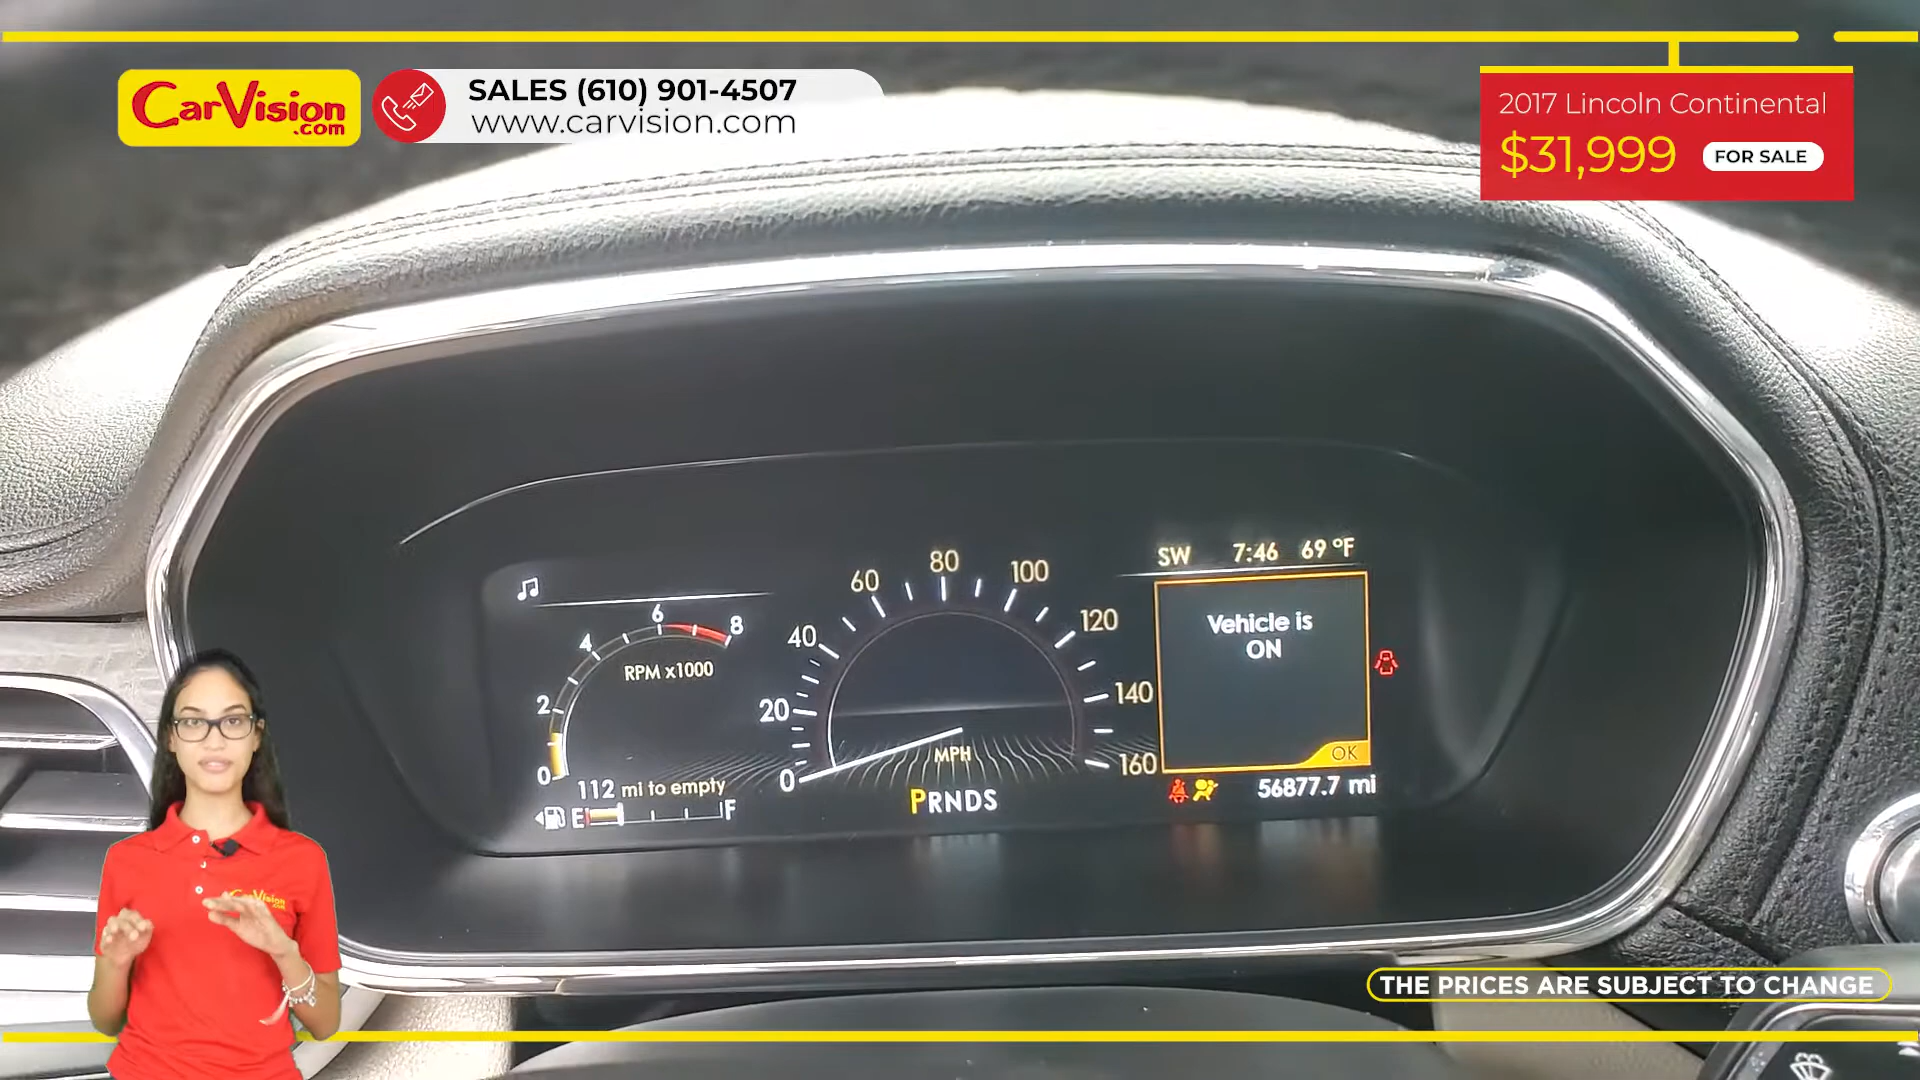 CarVision
.com
SALES (610) 901-4507
www.carvision.com
2017 Lincoln Continental
$31,999
FOR SALE
SW 7:46 69 °F
Vehicle is
ON
OK
56877.7 mi
0 2 4 6 8
RPM x1000
112 mi to empty
E F
0 20 40 60 80 100 120 140 160
MPH
PRNDS
CarVision
THE PRICES ARE SUBJECT TO CHANGE